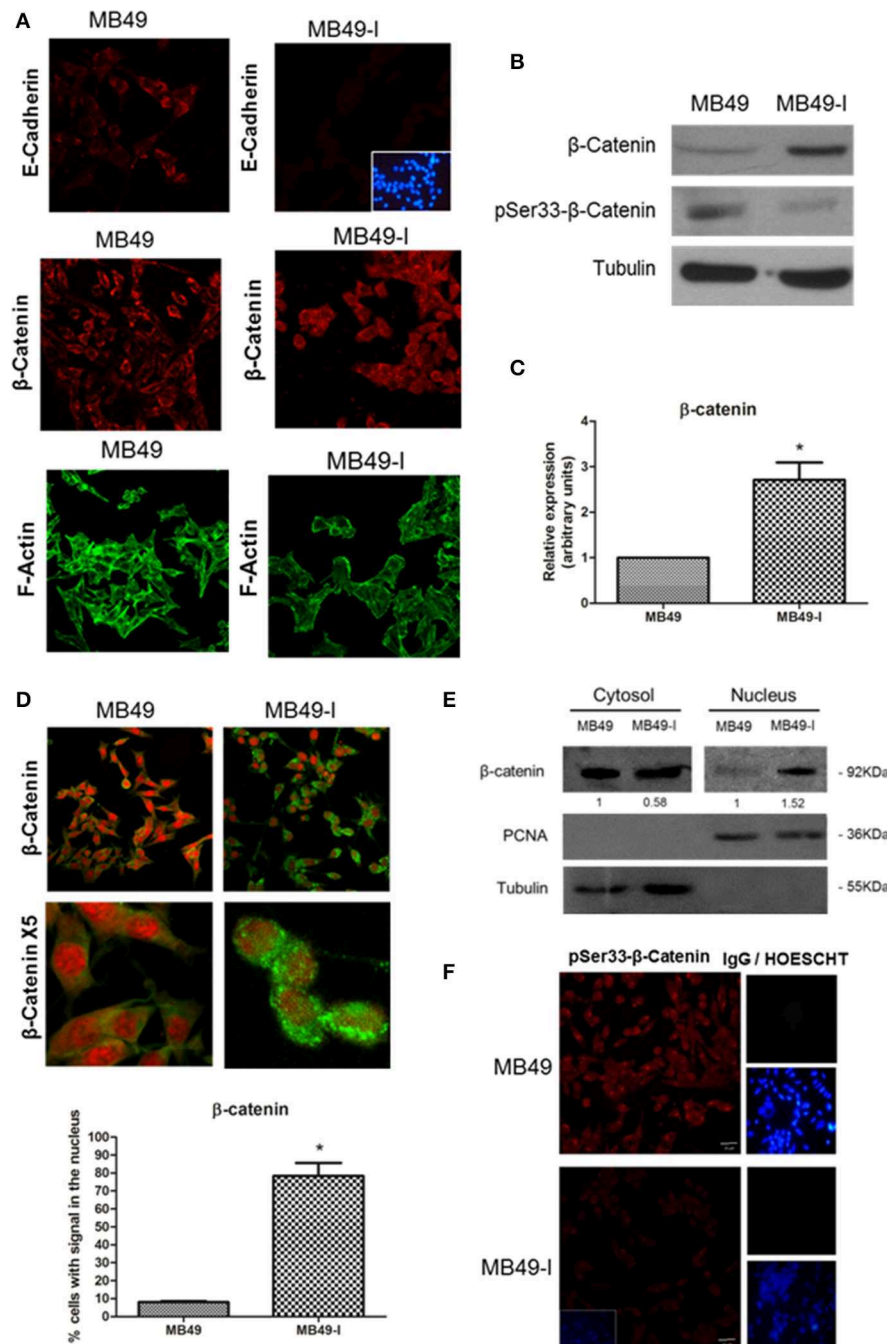 A
MB49
MB49-I
E-Cadherin
E-Cadherin
MB49
MB49-I
β-Catenin
β-Catenin
MB49
MB49-I
F-Actin
F-Actin
B
MB49 MB49-I
β-Catenin
pSer33-β-Catenin
Tubulin
C
β-catenin
Relative expression
(arbitrary units)
4
3
2
1
0
*
MB49
MB49-I
D
MB49
MB49-I
β-Catenin
β-Catenin X5
β-catenin
% cells with signal in the nucleus
100
90
80
70
60
50
40
30
20
10
0
*
MB49
MB49-I
E
Cytosol Nucleus
MB49 MB49-I MB49 MB49-I
β-catenin - 92KDa
1 0.58 1 1.52
PCNA - 36KDa
Tubulin - 55KDa
F
pSer33-β-Catenin IgG / HOESCHT
MB49
MB49-I